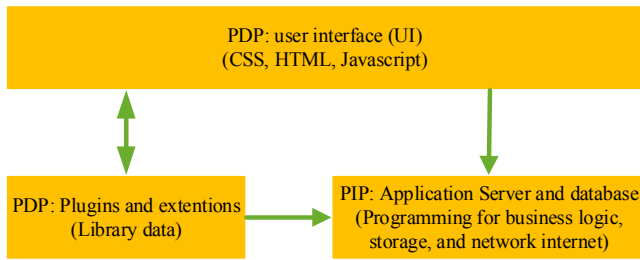 PDP: user interface (UI)
(CSS, HTML, Javascript)
PDP: Plugins and extentions
(Library data)
PIP: Application Server and database
(Programming for business logic,
storage, and network internet)